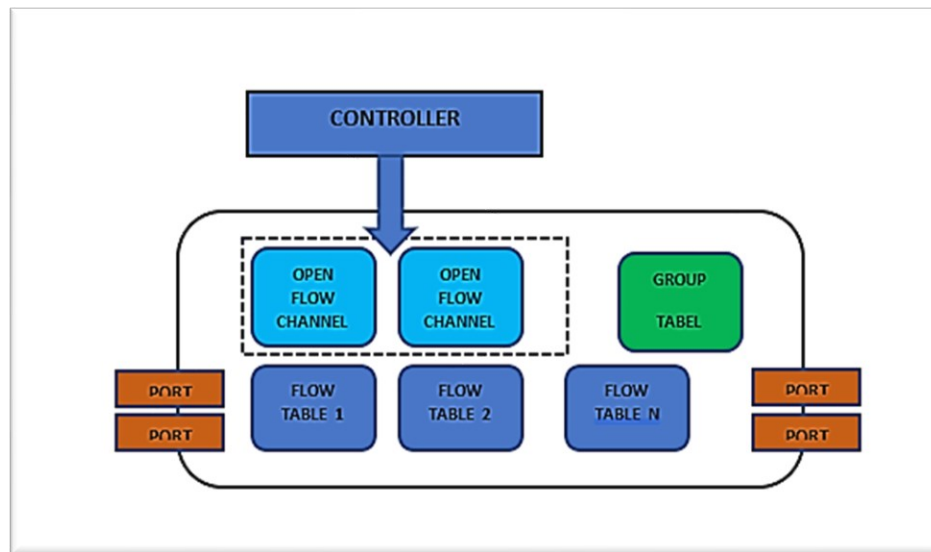 CONTROLLER
OPEN
FLOW
CHANNEL
OPEN
FLOW
CHANNEL
GROUP
TABEL
PORT
PORT
FLOW
TABLE 1
FLOW
TABLE 2
FLOW
TABLE N
PORT
PORT